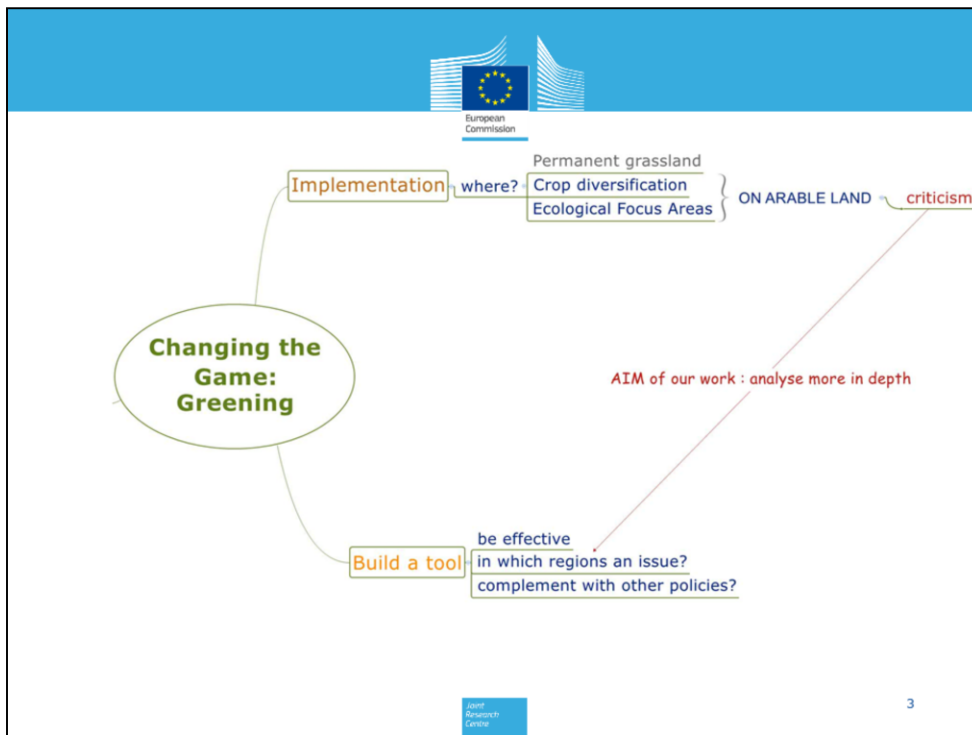 European
Commission
Permanent grassland
Implementation
where?
Crop diversification
Ecological Focus Areas
ON ARABLE LAND
criticism
Changing the
Game:
Greening
AIM of our work : analyse more in depth
Build a tool
be effective
in which regions an issue?
complement with other policies?
Joint
Research
Centre
3